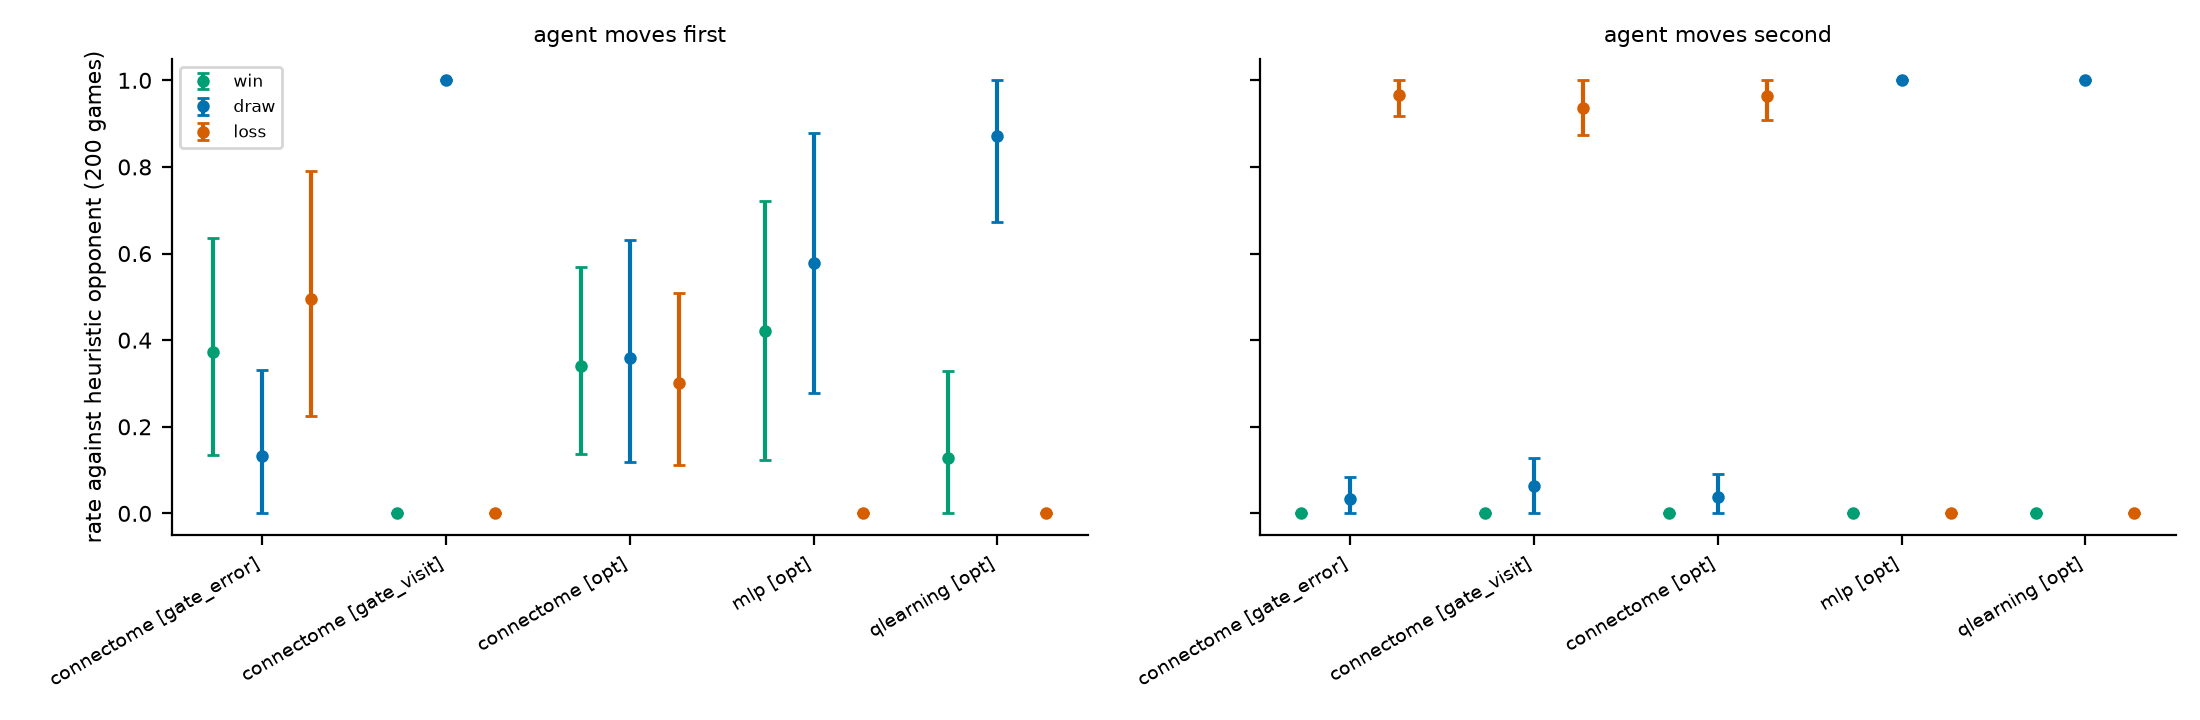 agent moves first
agent moves second
rate against heuristic opponent (200 games)
1.0
0.8
0.6
0.4
0.2
0.0
win
draw
loss
connectome [gate_error]
connectome [gate_visit]
connectome [opt]
mlp [opt]
qlearning [opt]
connectome [gate_error]
connectome [gate_visit]
connectome [opt]
mlp [opt]
qlearning [opt]